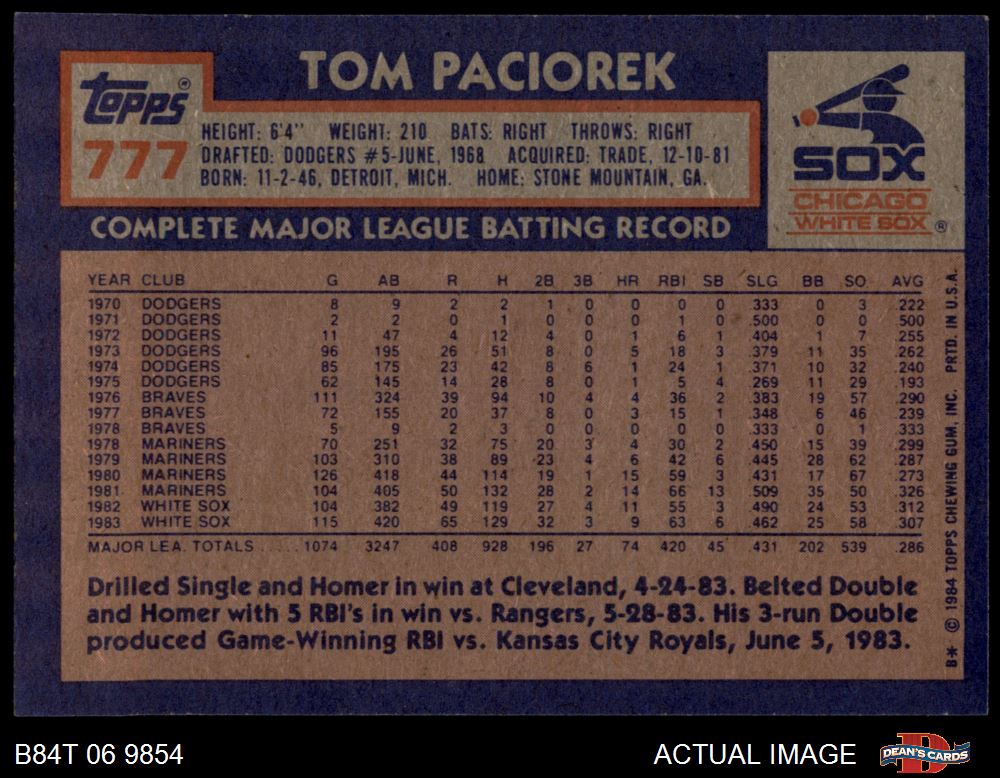 TOM PACIOREK
Topps®
777
HEIGHT: 6'4" WEIGHT: 210 BATS: RIGHT THROWS: RIGHT
DRAFTED: DODGERS #5-JUNE, 1968 ACQUIRED: TRADE, 12-10-81
BORN: 11-2-46, DETROIT, MICH. HOME: STONE MOUNTAIN, GA.
SOX
CHICAGO
WHITE SOX ®
COMPLETE MAJOR LEAGUE BATTING RECORD
YEAR CLUB G AB R H 2B 3B HR RBI SB SLG BB SO AVG
1970 DODGERS 8 9 2 2 1 0 0 0 0 .333 0 3 .222
1971 DODGERS 2 2 0 1 0 0 0 1 0 .500 0 0 .500
1972 DODGERS 11 47 4 12 4 0 1 6 1 .404 1 7 .255
1973 DODGERS 96 195 26 51 8 0 5 18 3 .379 11 35 .262
1974 DODGERS 85 175 23 42 8 6 1 24 1 .371 10 32 .240
1975 DODGERS 62 145 14 28 8 0 1 5 4 .269 11 29 .193
1976 BRAVES 111 324 39 94 10 4 4 36 2 .383 19 57 .290
1977 BRAVES 72 155 20 37 8 0 3 15 1 .348 6 46 .239
1978 BRAVES 5 9 2 3 0 0 0 0 0 .333 0 1 .333
1978 MARINERS 70 251 32 75 20 3 4 30 2 .450 15 39 .299
1979 MARINERS 103 310 38 89 23 4 6 42 6 .445 28 62 .287
1980 MARINERS 126 418 44 114 19 1 15 59 3 .431 17 67 .273
1981 MARINERS 104 405 50 132 28 2 14 66 13 .509 35 50 .326
1982 WHITE SOX 104 382 49 119 27 4 11 55 3 .490 24 53 .312
1983 WHITE SOX 115 420 65 129 32 3 9 63 6 .462 25 58 .307
MAJOR LEA. TOTALS ..... 1074 3247 408 928 196 27 74 420 45 .431 202 539 .286
Drilled Single and Homer in win at Cleveland, 4-24-83. Belted Double
and Homer with 5 RBI's in win vs. Rangers, 5-28-83. His 3-run Double
produced Game-Winning RBI vs. Kansas City Royals, June 5, 1983.
B* © 1984 TOPPS CHEWING GUM, INC. PRTD. IN U.S.A.
B84T 06 9854
ACTUAL IMAGE
D
DEAN'S CARDS